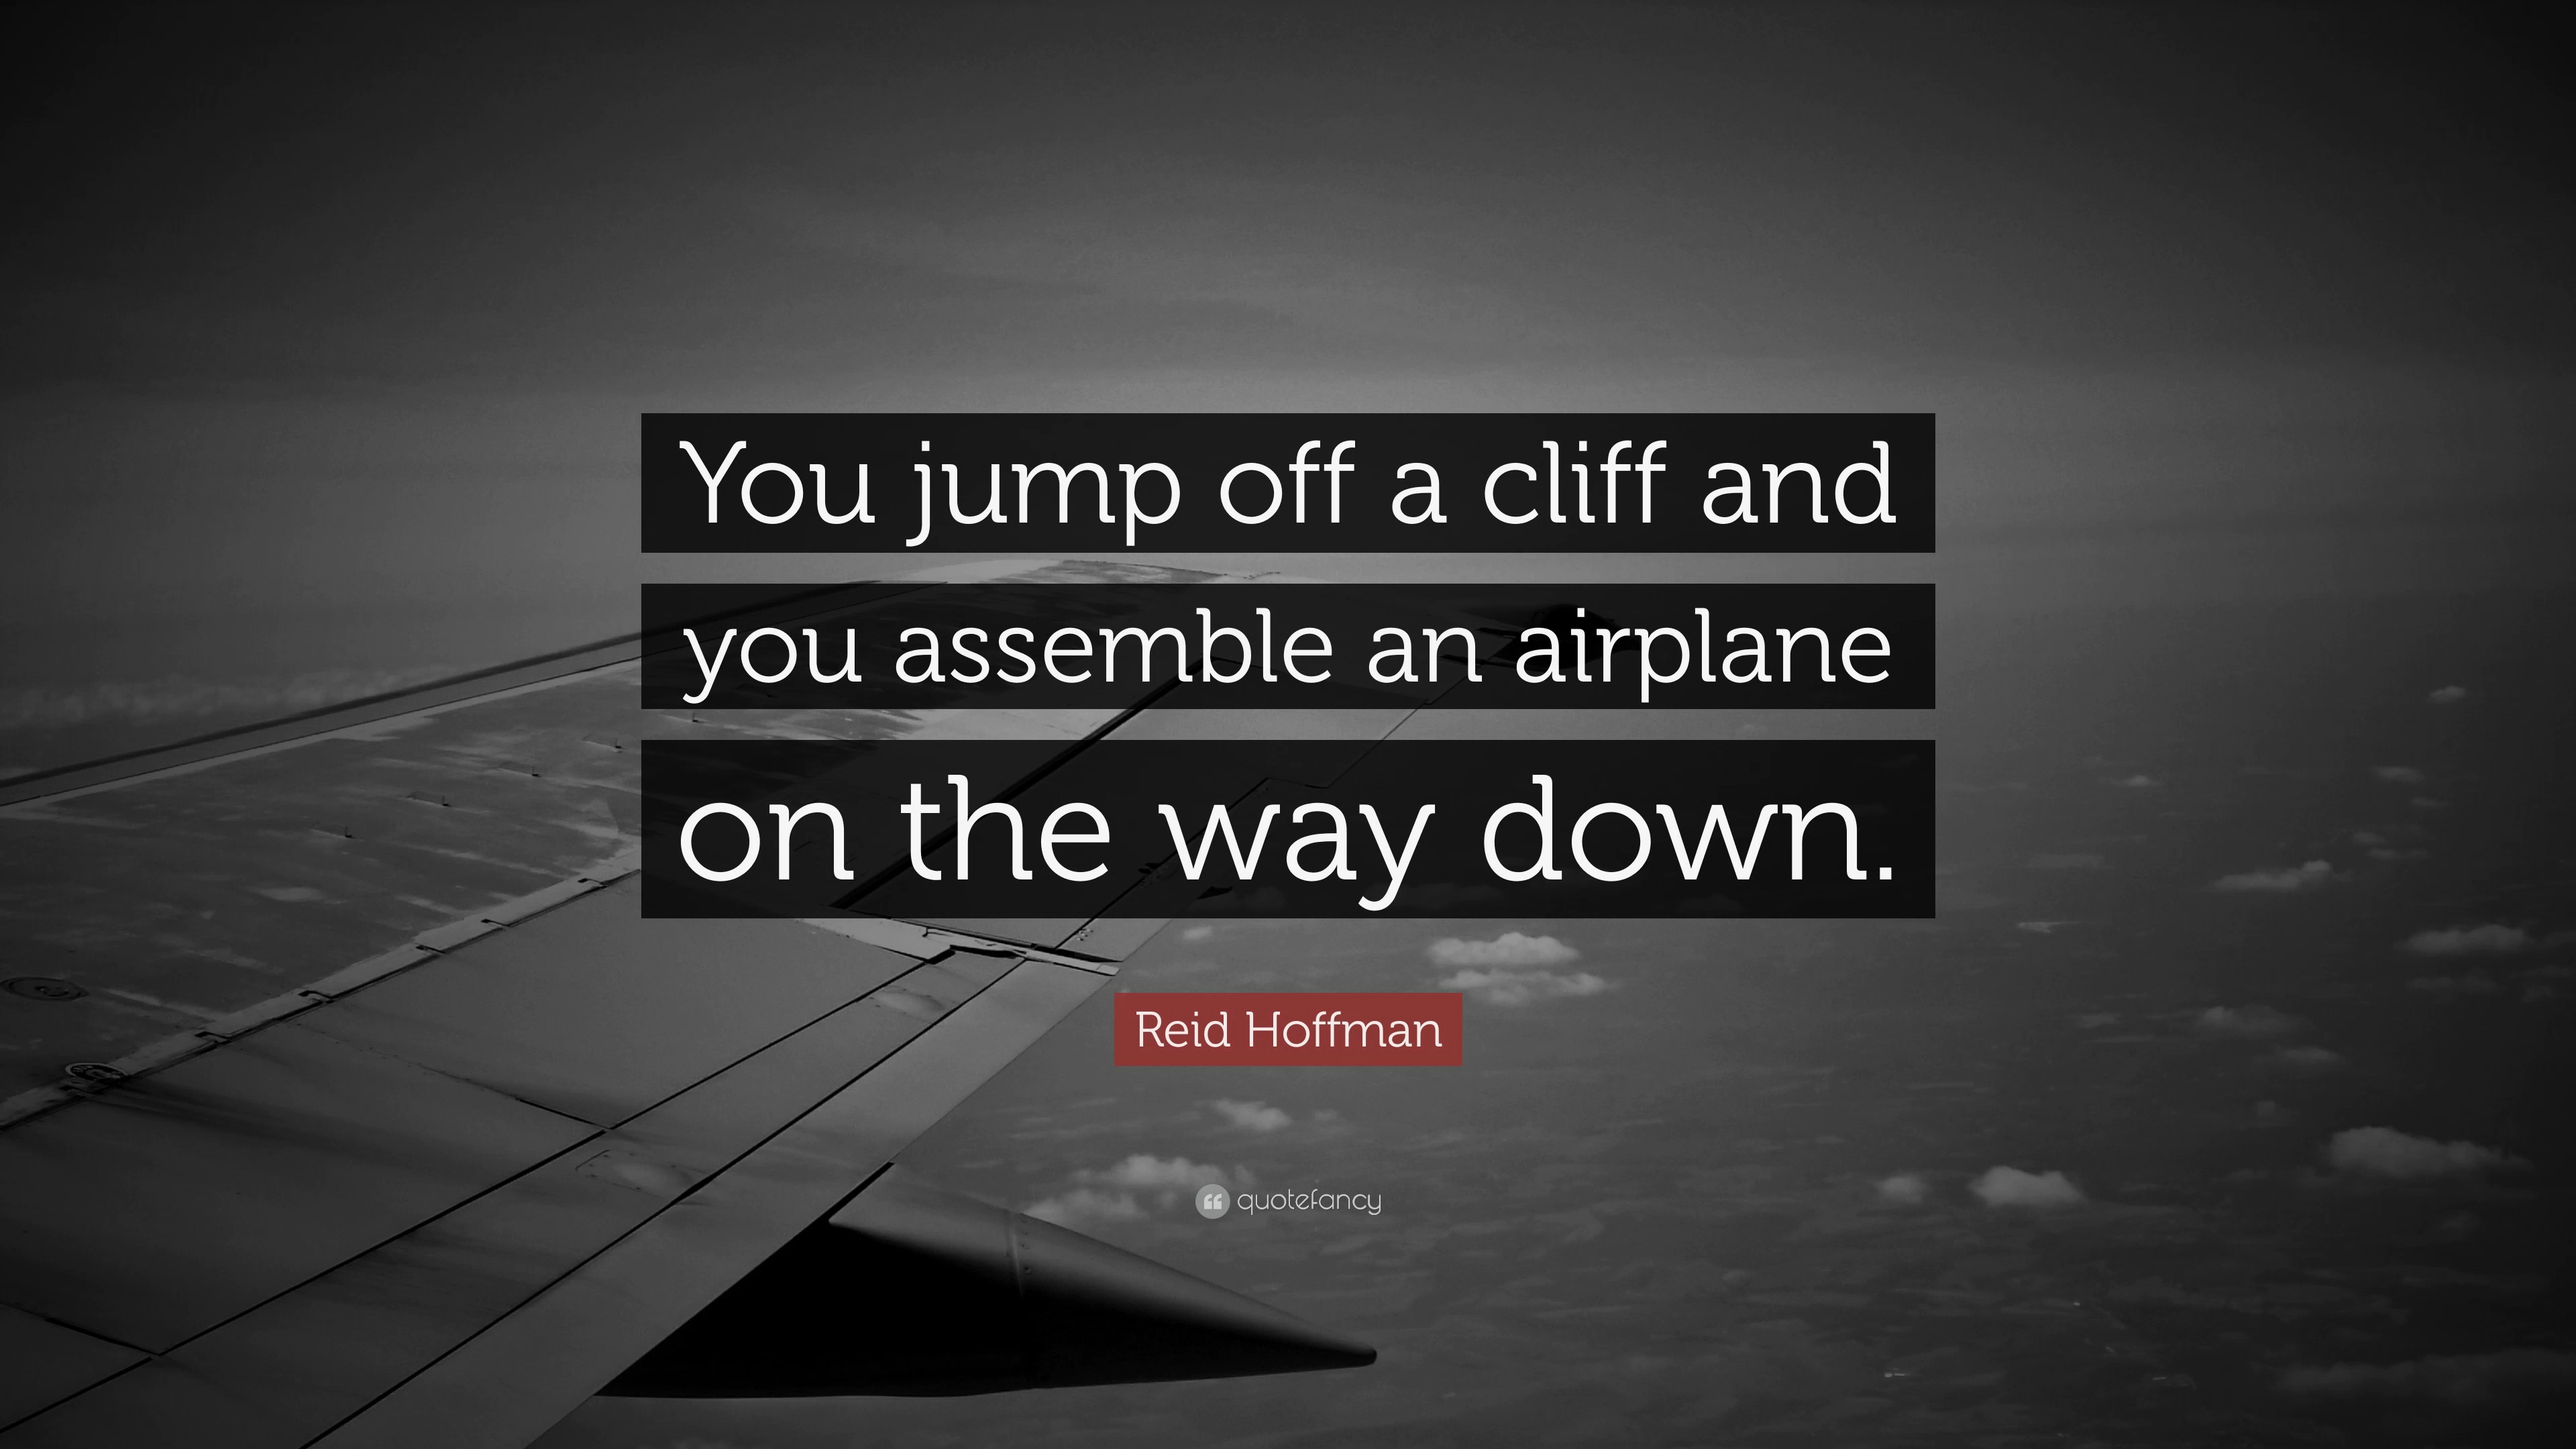 You jump off a cliff and
you assemble an airplane
on the way down.
Reid Hoffman
quotefancy